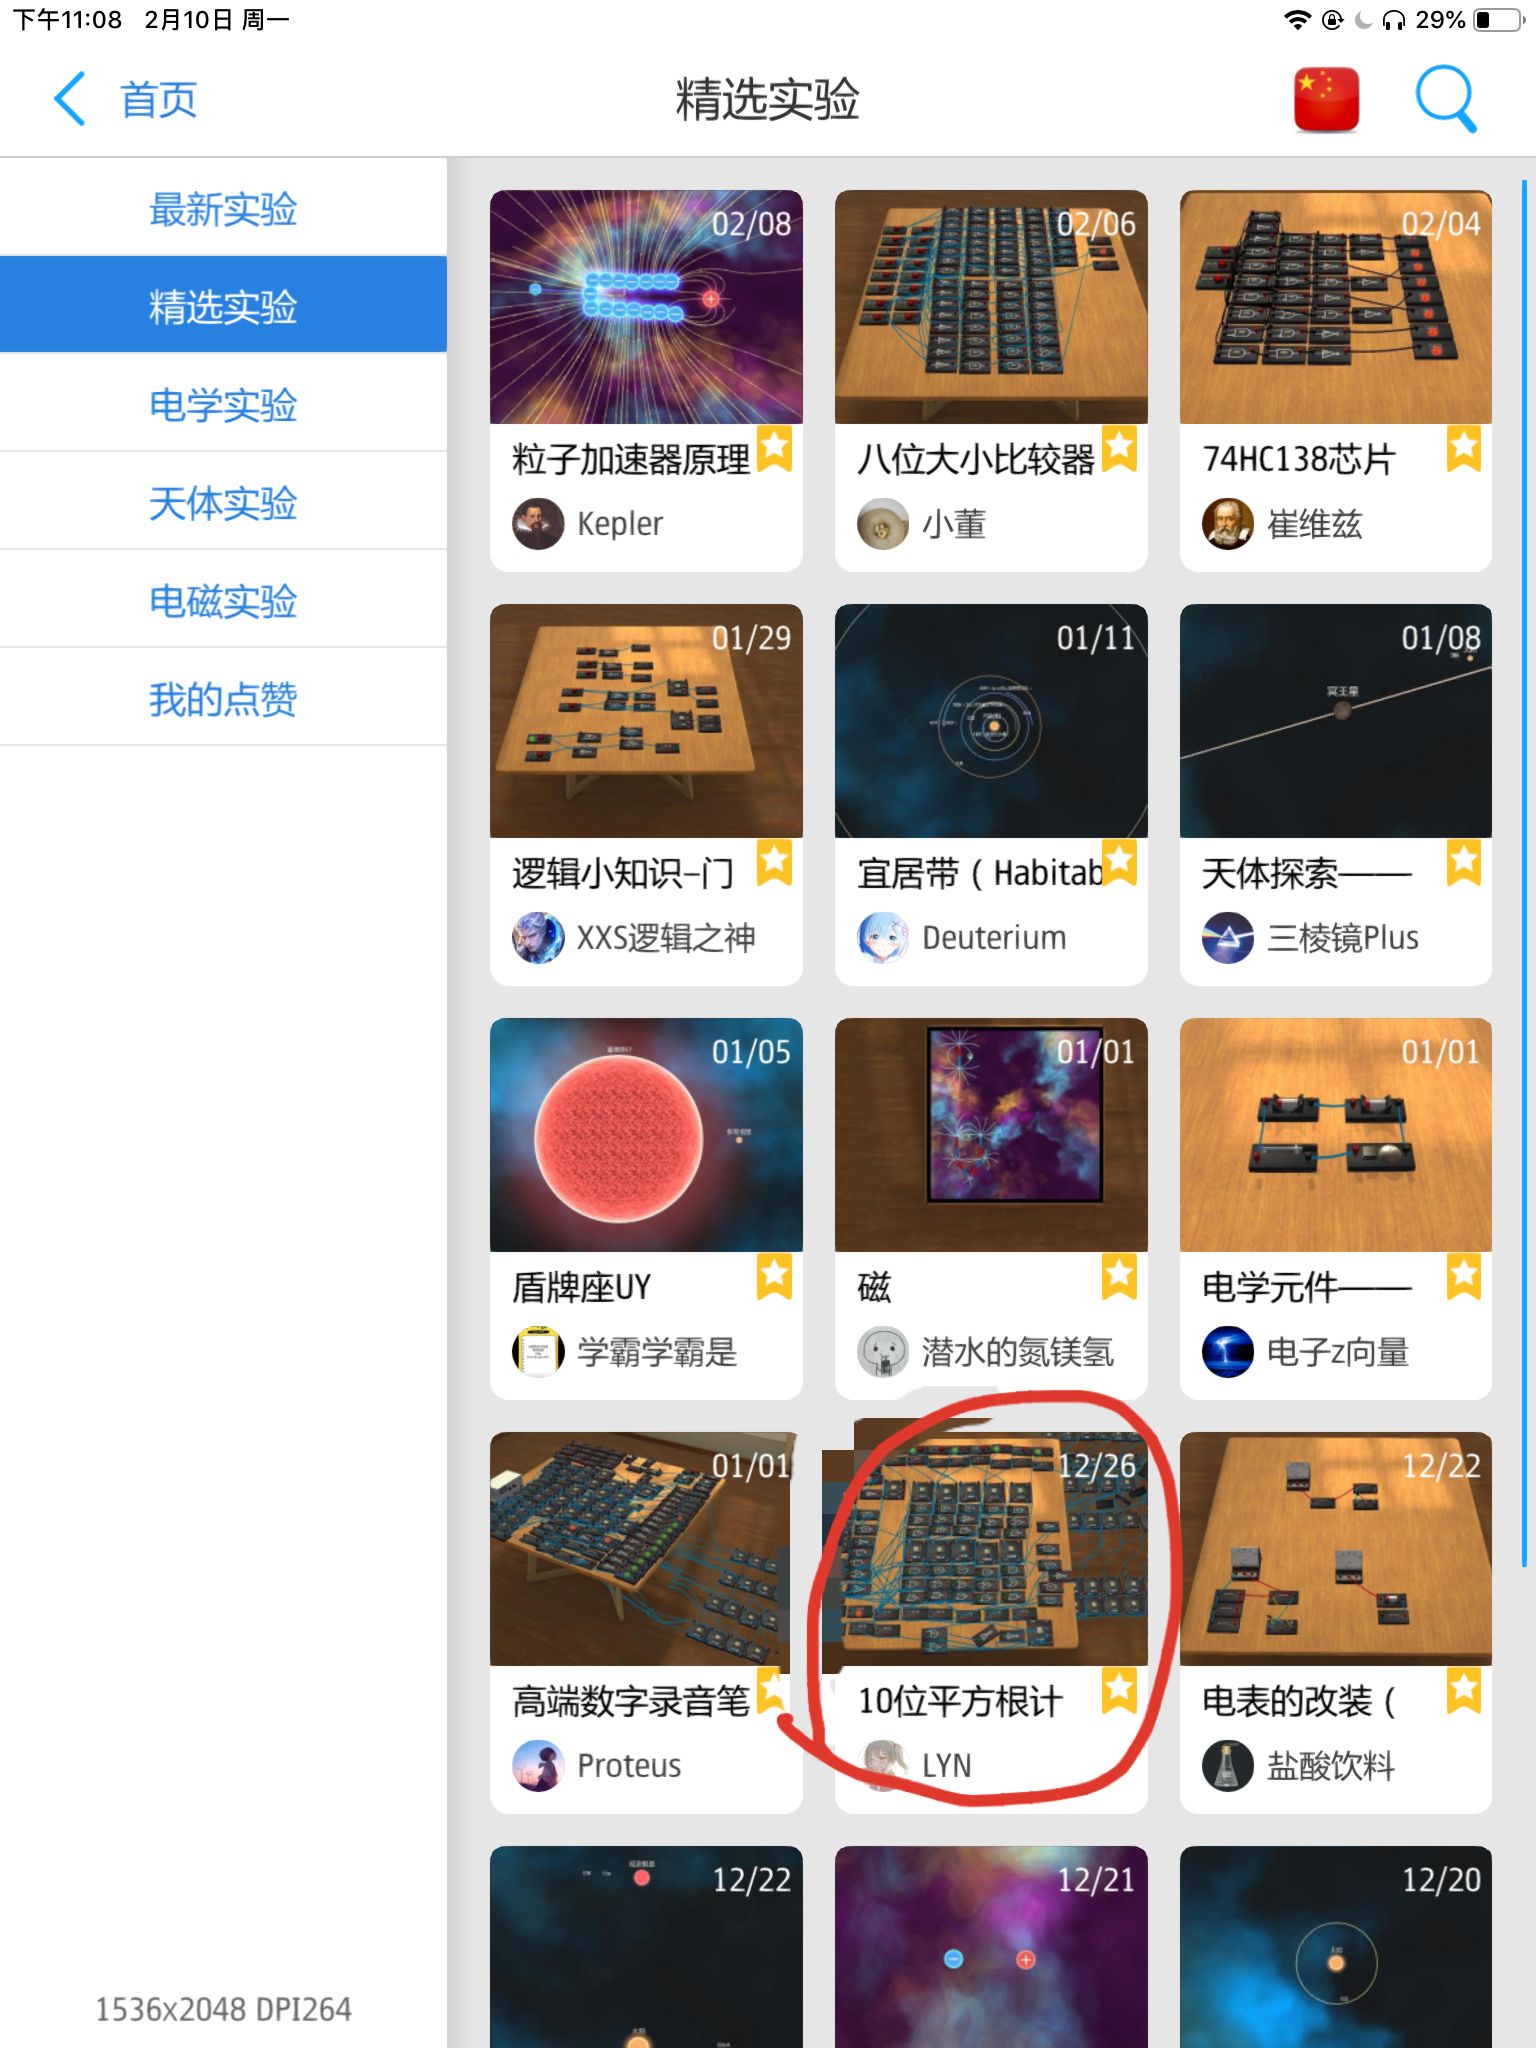 下午11:08 2月10日 周一
29%
首页
精选实验
最新实验
精选实验
电学实验
天体实验
电磁实验
我的点赞
02/08
粒子加速器原理
Kepler
02/06
八位大小比较器
小董
02/04
74HC138芯片
崔维兹
01/29
逻辑小知识-门
XXS逻辑之神
01/11
宜居带（Habitab
Deuterium
01/08
冥王星
天体探索——
三棱镜Plus
01/05
盾牌座UY
学霸学霸是
01/01
磁
潜水的氮镁氢
01/01
电学元件——
电子z向量
01/01
高端数字录音笔
Proteus
12/26
10位平方根计
LYN
12/22
电表的改装（
盐酸饮料
12/22
太阳
12/21
12/20
太阳
1536x2048 DPI264